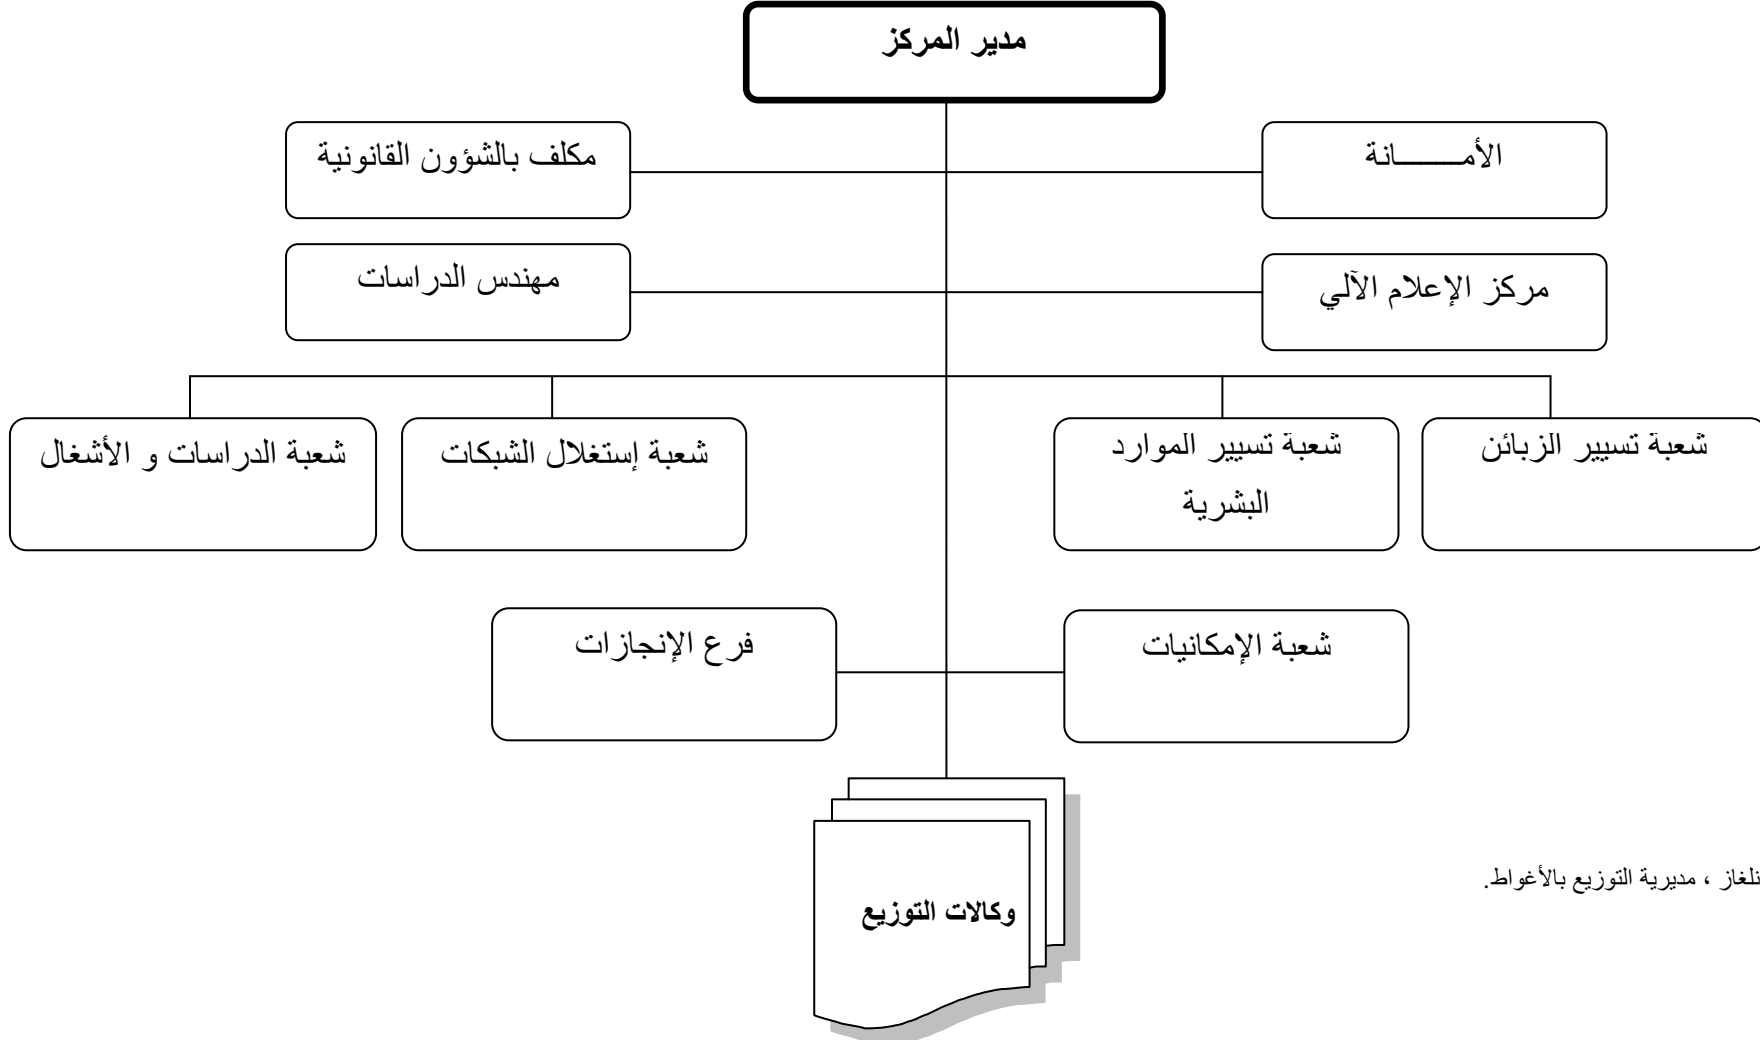 مدير المركز
الأمـــــــانة
مكلف بالشؤون القانونية
مركز الإعلام الآلي
مهندس الدراسات
شعبة تسيير الزبائن
شعبة تسيير الموارد
البشرية
شعبة إستغلال الشبكات
شعبة الدراسات و الأشغال
شعبة الإمكانيات
فرع الإنجازات
وكالات التوزيع
نلغاز ، مديرية التوزيع بالأغواط.